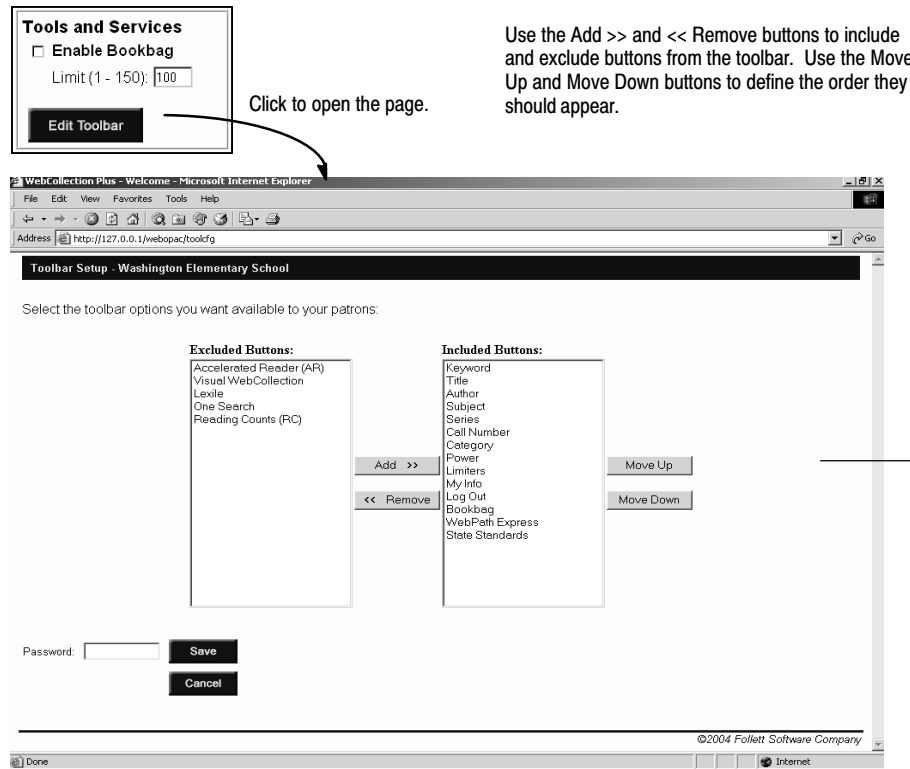 Tools and Services
Enable Bookbag
Limit (1 - 150): 100
Edit Toolbar
Click to open the page.
Use the Add >> and << Remove buttons to include
and exclude buttons from the toolbar. Use the Move
Up and Move Down buttons to define the order they
should appear.
WebCollection Plus - Welcome - Microsoft Internet Explorer
File Edit View Favorites Tools Help
Address http://127.0.0.1/webopac/toolcfg
Go
Toolbar Setup - Washington Elementary School
Select the toolbar options you want available to your patrons:
Excluded Buttons:
Accelerated Reader (AR)
Visual WebCollection
Lexile
One Search
Reading Counts (RC)
Add >>
<< Remove
Included Buttons:
Keyword
Title
Author
Subject
Series
Call Number
Category
Power
Limiters
My Info
Log Out
Bookbag
WebPath Express
State Standards
Move Up
Move Down
Password:
Save
Cancel
©2004 Follett Software Company
Done
Internet